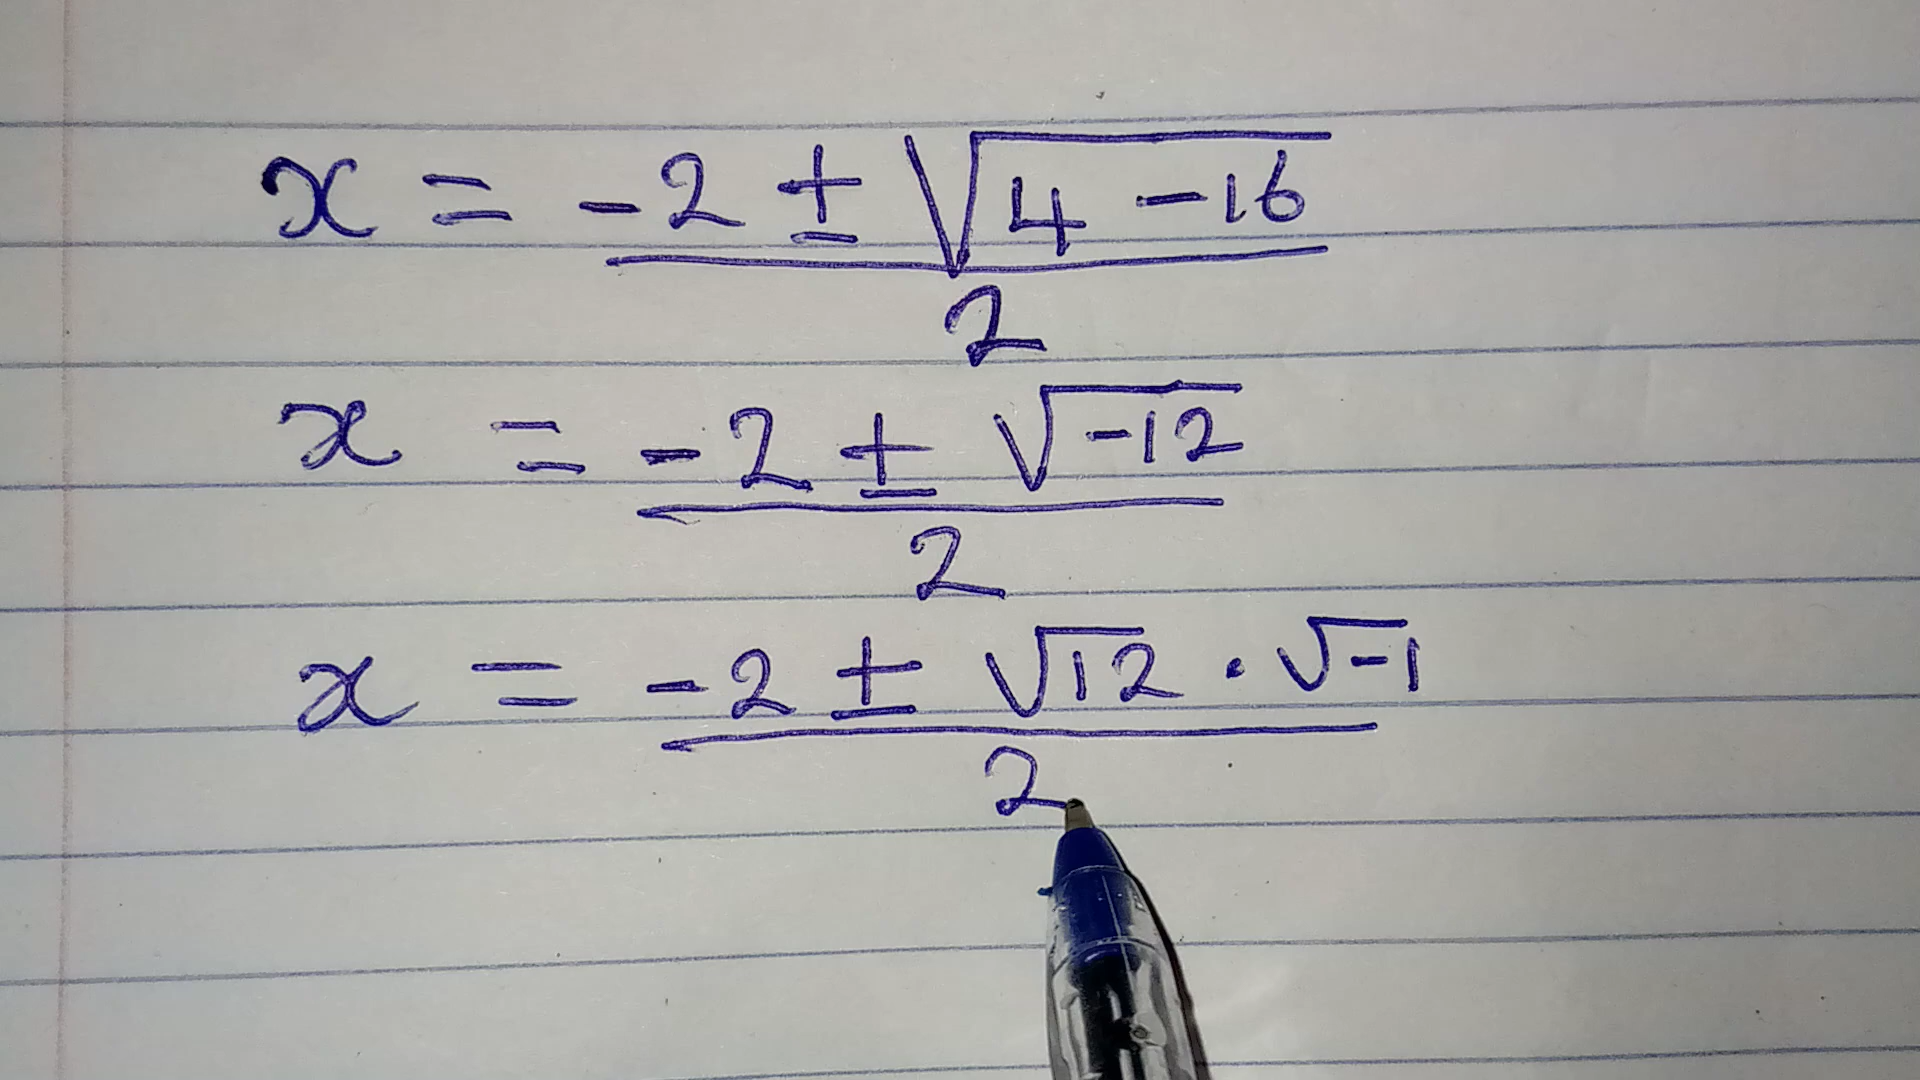 x = (-2 ± √(4 - 16)) / 2
x = (-2 ± √(-12)) / 2
x = (-2 ± √12 · √-1) / 2